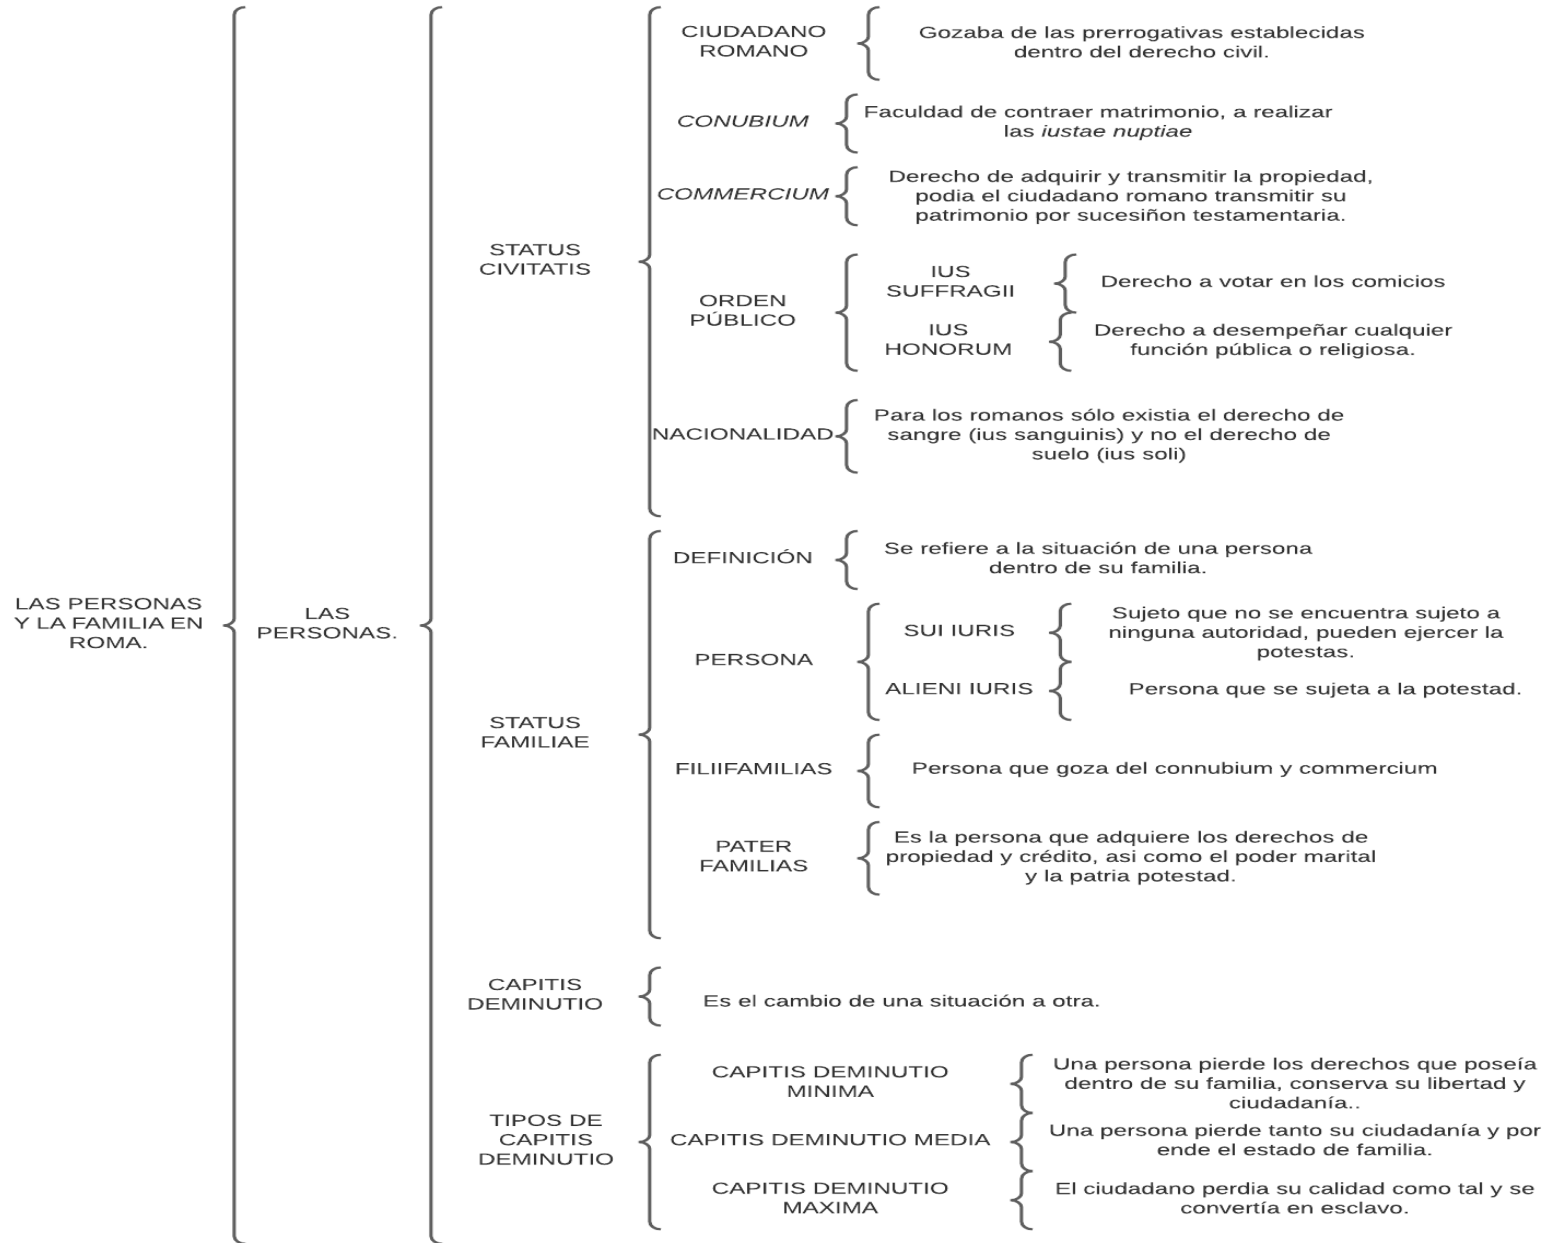 LAS PERSONAS
Y LA FAMILIA EN
ROMA.
LAS
PERSONAS.
STATUS
CIVITATIS
CIUDADANO
ROMANO
Gozaba de las prerrogativas establecidas
dentro del derecho civil.
CONUBIUM
Faculdad de contraer matrimonio, a realizar
las iustae nuptiae
COMMERCIUM
Derecho de adquirir y transmitir la propiedad,
podia el ciudadano romano transmitir su
patrimonio por sucesiñon testamentaria.
ORDEN
PÚBLICO
IUS
SUFFRAGII
Derecho a votar en los comicios
IUS
HONORUM
Derecho a desempeñar cualquier
función pública o religiosa.
NACIONALIDAD
Para los romanos sólo existia el derecho de
sangre (ius sanguinis) y no el derecho de
suelo (ius soli)
STATUS
FAMILIAE
DEFINICIÓN
Se refiere a la situación de una persona
dentro de su familia.
PERSONA
SUI IURIS
Sujeto que no se encuentra sujeto a
ninguna autoridad, pueden ejercer la
potestas.
ALIENI IURIS
Persona que se sujeta a la potestad.
FILIIFAMILIAS
Persona que goza del connubium y commercium
PATER
FAMILIAS
Es la persona que adquiere los derechos de
propiedad y crédito, asi como el poder marital
y la patria potestad.
CAPITIS
DEMINUTIO
Es el cambio de una situación a otra.
TIPOS DE
CAPITIS
DEMINUTIO
CAPITIS DEMINUTIO
MINIMA
Una persona pierde los derechos que poseía
dentro de su familia, conserva su libertad y
ciudadanía..
CAPITIS DEMINUTIO MEDIA
Una persona pierde tanto su ciudadanía y por
ende el estado de familia.
CAPITIS DEMINUTIO
MAXIMA
El ciudadano perdia su calidad como tal y se
convertía en esclavo.